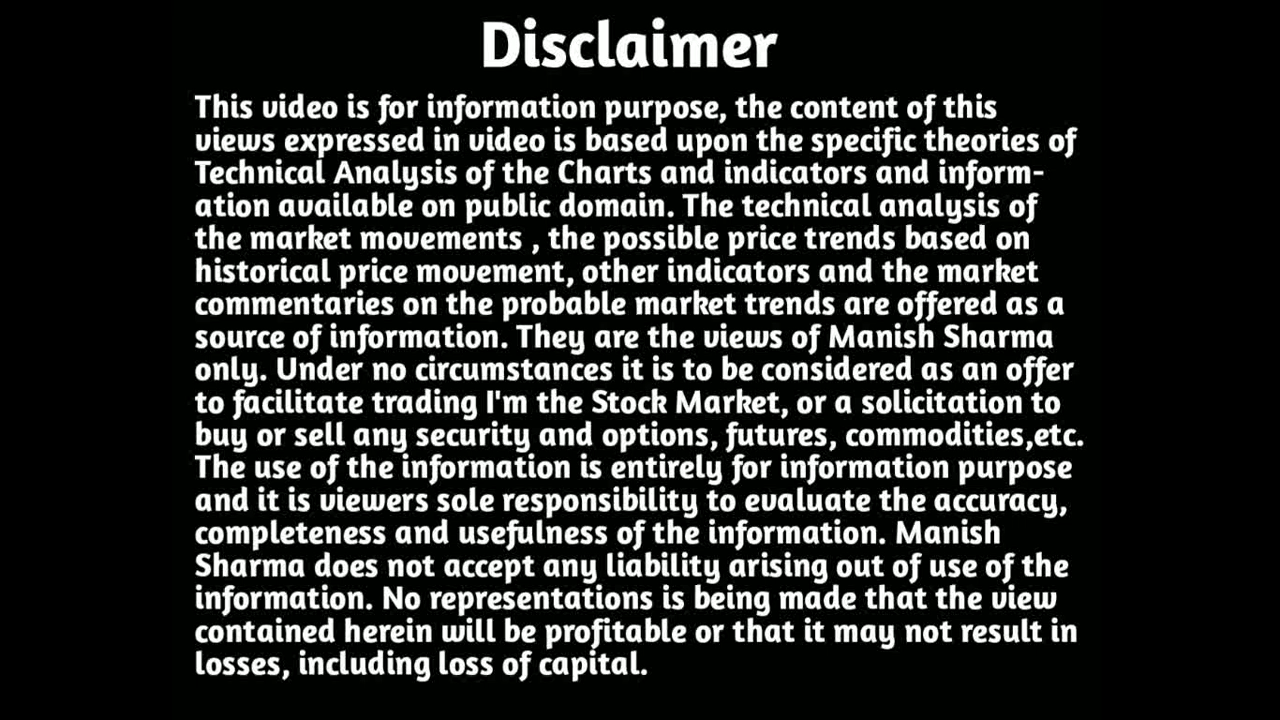 Disclaimer
This video is for information purpose, the content of this
views expressed in video is based upon the specific theories of
Technical Analysis of the Charts and indicators and inform-
ation available on public domain. The technical analysis of
the market movements , the possible price trends based on
historical price movement, other indicators and the market
commentaries on the probable market trends are offered as a
source of information. They are the views of Manish Sharma
only. Under no circumstances it is to be considered as an offer
to facilitate trading I'm the Stock Market, or a solicitation to
buy or sell any security and options, futures, commodities,etc.
The use of the information is entirely for information purpose
and it is viewers sole responsibility to evaluate the accuracy,
completeness and usefulness of the information. Manish
Sharma does not accept any liability arising out of use of the
information. No representations is being made that the view
contained herein will be profitable or that it may not result in
losses, including loss of capital.